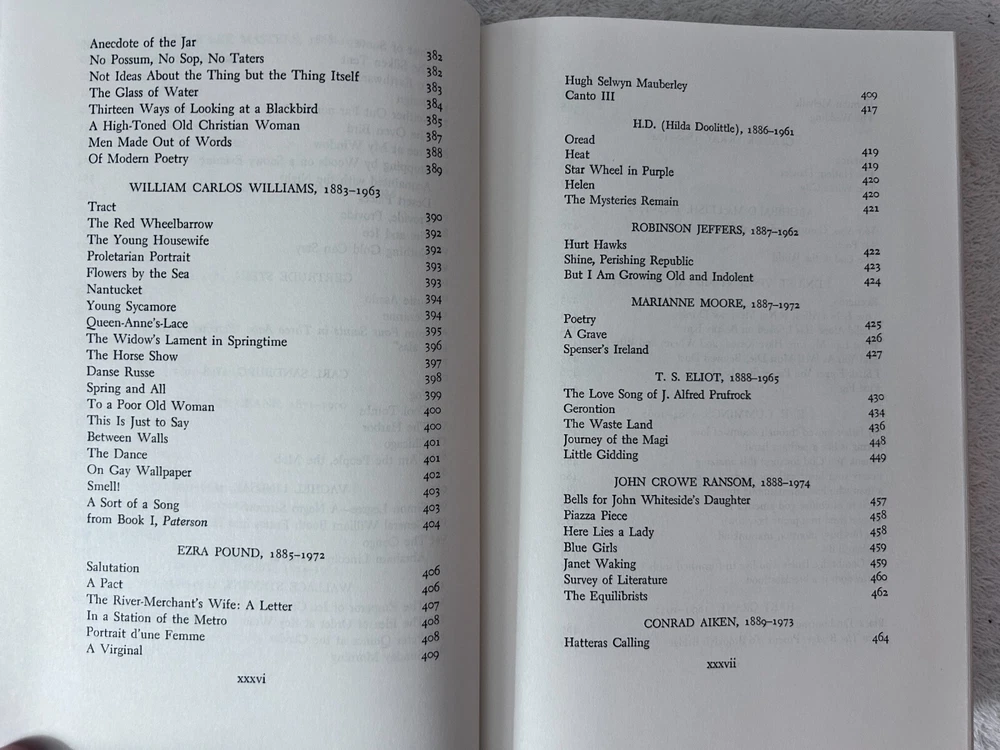 Anecdote of the Jar 382
No Possum, No Sop, No Taters 382
Not Ideas About the Thing but the Thing Itself 383
The Glass of Water 384
Thirteen Ways of Looking at a Blackbird 385
A High-Toned Old Christian Woman 387
Men Made Out of Words 388
Of Modern Poetry 389
WILLIAM CARLOS WILLIAMS, 1883–1963
Tract 390
The Red Wheelbarrow 392
The Young Housewife 392
Proletarian Portrait 393
Flowers by the Sea 393
Nantucket 394
Young Sycamore 394
Queen-Anne's-Lace 395
The Widow's Lament in Springtime 396
The Horse Show 397
Danse Russe 398
Spring and All 399
To a Poor Old Woman 400
This Is Just to Say 400
Between Walls 401
The Dance 401
On Gay Wallpaper 402
Smell! 403
A Sort of a Song 403
from Book I, Paterson 404
EZRA POUND, 1885–1972
Salutation 406
A Pact 406
The River-Merchant's Wife: A Letter 407
In a Station of the Metro 408
Portrait d'une Femme 408
A Virginal 409
xxxvi
Hugh Selwyn Mauberley 409
Canto III 417
H.D. (Hilda Doolittle), 1886–1961
Oread 419
Heat 419
Star Wheel in Purple 420
Helen 420
The Mysteries Remain 421
ROBINSON JEFFERS, 1887–1962
Hurt Hawks 422
Shine, Perishing Republic 423
But I Am Growing Old and Indolent 424
MARIANNE MOORE, 1887–1972
Poetry 425
A Grave 426
Spenser's Ireland 427
T. S. ELIOT, 1888–1965
The Love Song of J. Alfred Prufrock 430
Gerontion 434
The Waste Land 436
Journey of the Magi 448
Little Gidding 449
JOHN CROWE RANSOM, 1888–1974
Bells for John Whiteside's Daughter 457
Piazza Piece 458
Here Lies a Lady 458
Blue Girls 459
Janet Waking 459
Survey of Literature 460
The Equilibrists 462
CONRAD AIKEN, 1889–1973
Hatteras Calling 464
xxxvii